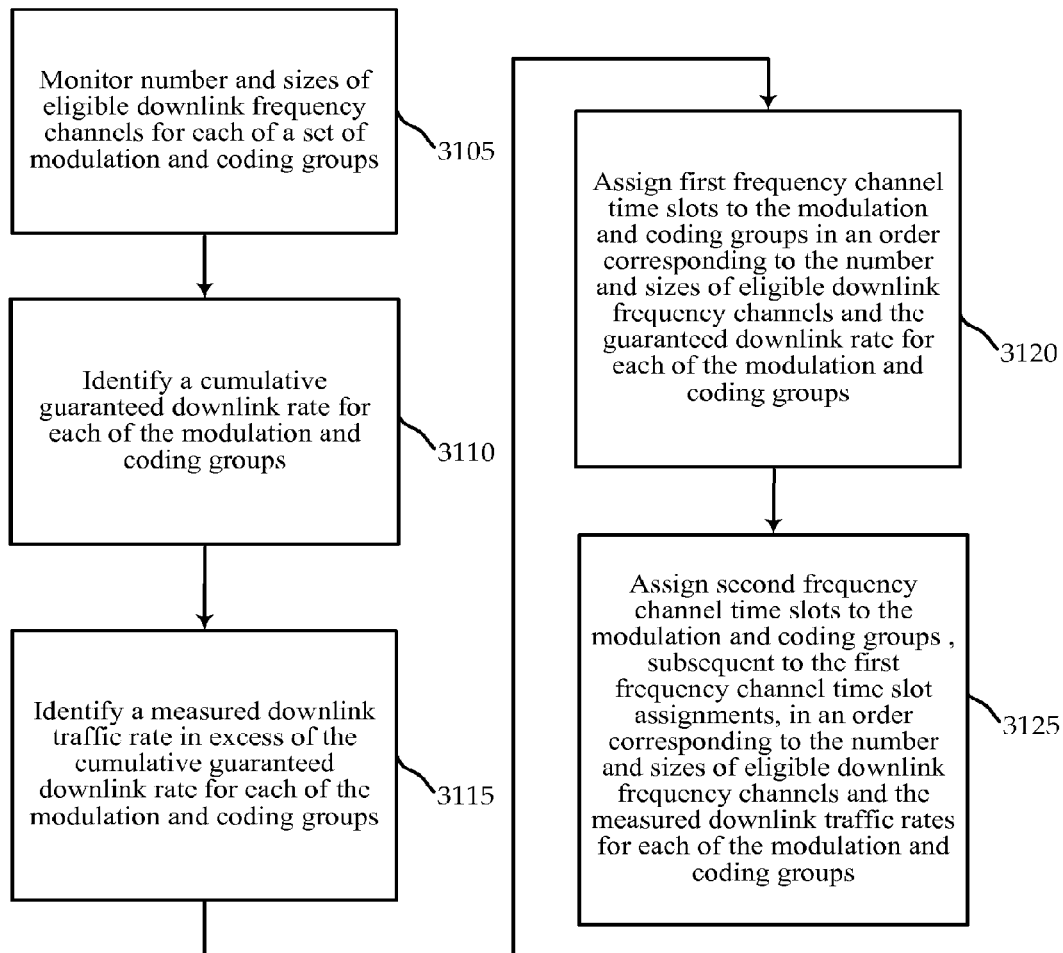 Monitor number and sizes of
eligible downlink frequency
channels for each of a set of
modulation and coding groups
3105
Identify a cumulative
guaranteed downlink rate for
each of the modulation and
coding groups
3110
Identify a measured downlink
traffic rate in excess of the
cumulative guaranteed
downlink rate for each of the
modulation and coding groups
3115
Assign first frequency channel
time slots to the modulation
and coding groups in an order
corresponding to the number
and sizes of eligible downlink
frequency channels and the
guaranteed downlink rate for
each of the modulation and
coding groups
3120
Assign second frequency
channel time slots to the
modulation and coding groups ,
subsequent to the first
frequency channel time slot
assignments, in an order
corresponding to the number
and sizes of eligible downlink
frequency channels and the
measured downlink traffic rates
for each of the modulation and
coding groups
3125